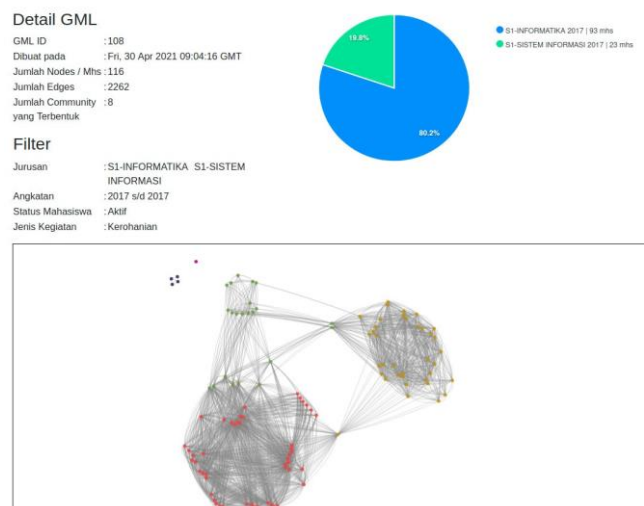 Detail GML
GML ID :108
Dibuat pada :Fri, 30 Apr 2021 09:04:16 GMT
Jumlah Nodes / Mhs :116
Jumlah Edges :2262
Jumlah Community :8
yang Terbentuk
Filter
Jurusan :S1-INFORMATIKA S1-SISTEM
INFORMASI
Angkatan :2017 s/d 2017
Status Mahasiswa :Aktif
Jenis Kegiatan :Kerohanian
19.8%
80.2%
S1-INFORMATIKA 2017 | 93 mhs
S1-SISTEM INFORMASI 2017 | 23 mhs